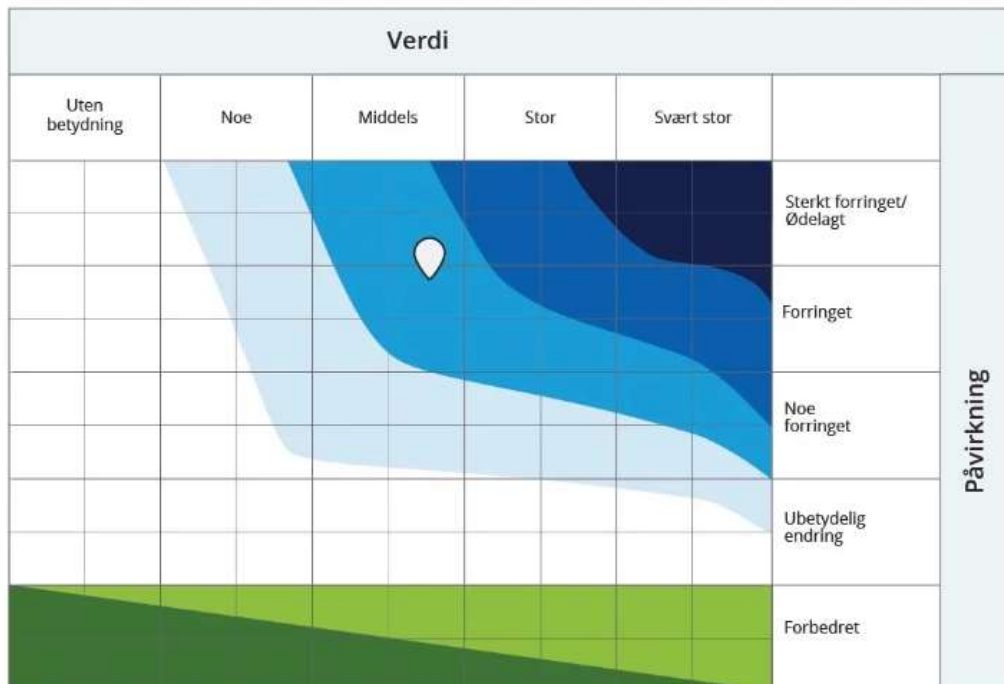 Verdi
Uten
betydning
Noe
Middels
Stor
Svært stor
Sterkt forringet/
Ødelagt
Forringet
Noe
forringet
Ubetydelig
endring
Forbedret
Påvirkning